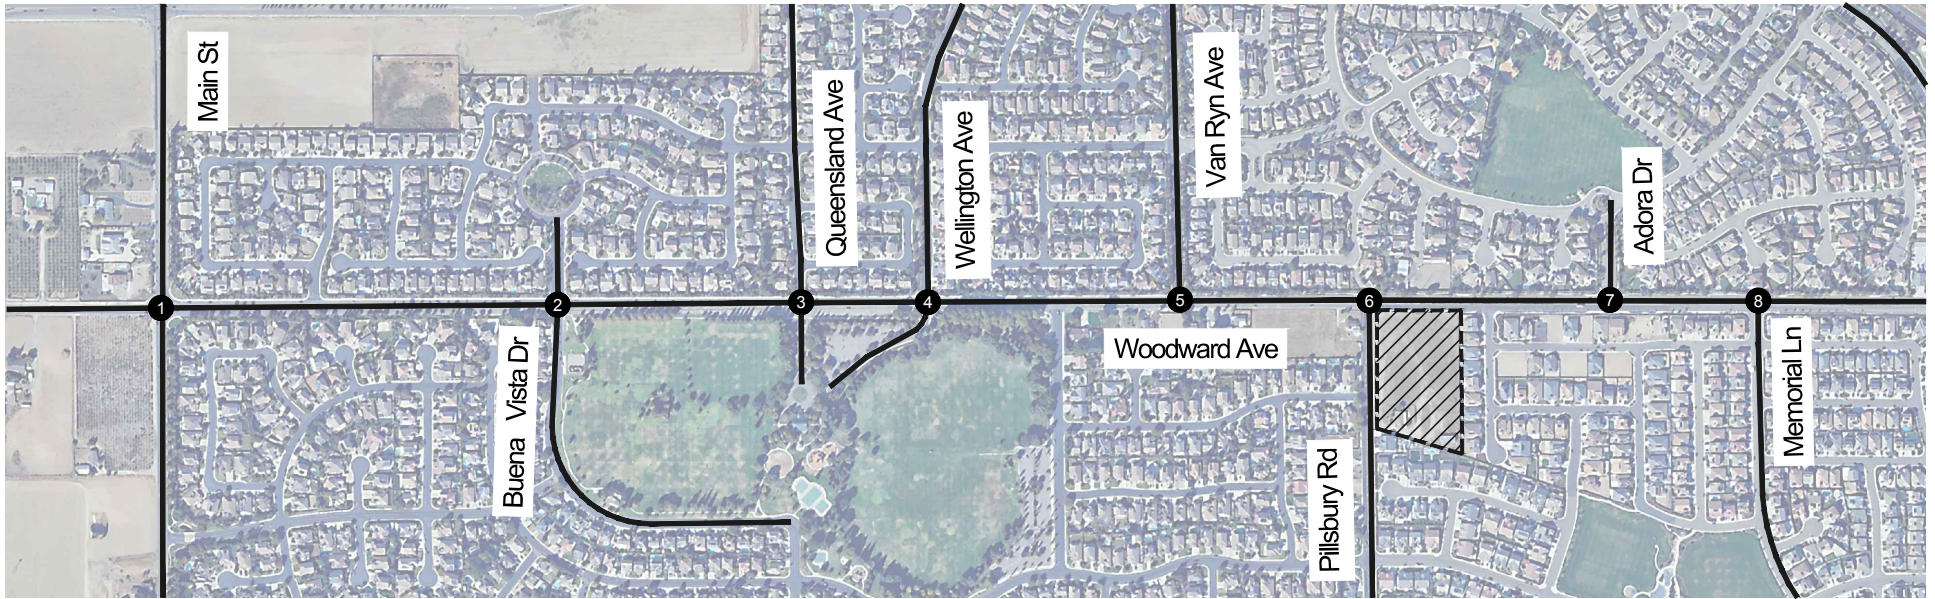 Main St
Queensland Ave
Wellington Ave
Van Ryn Ave
Adora Dr
1
2
3
4
5
6
7
8
Buena Vista Dr
Woodward Ave
Pillsbury Rd
Memorial Ln